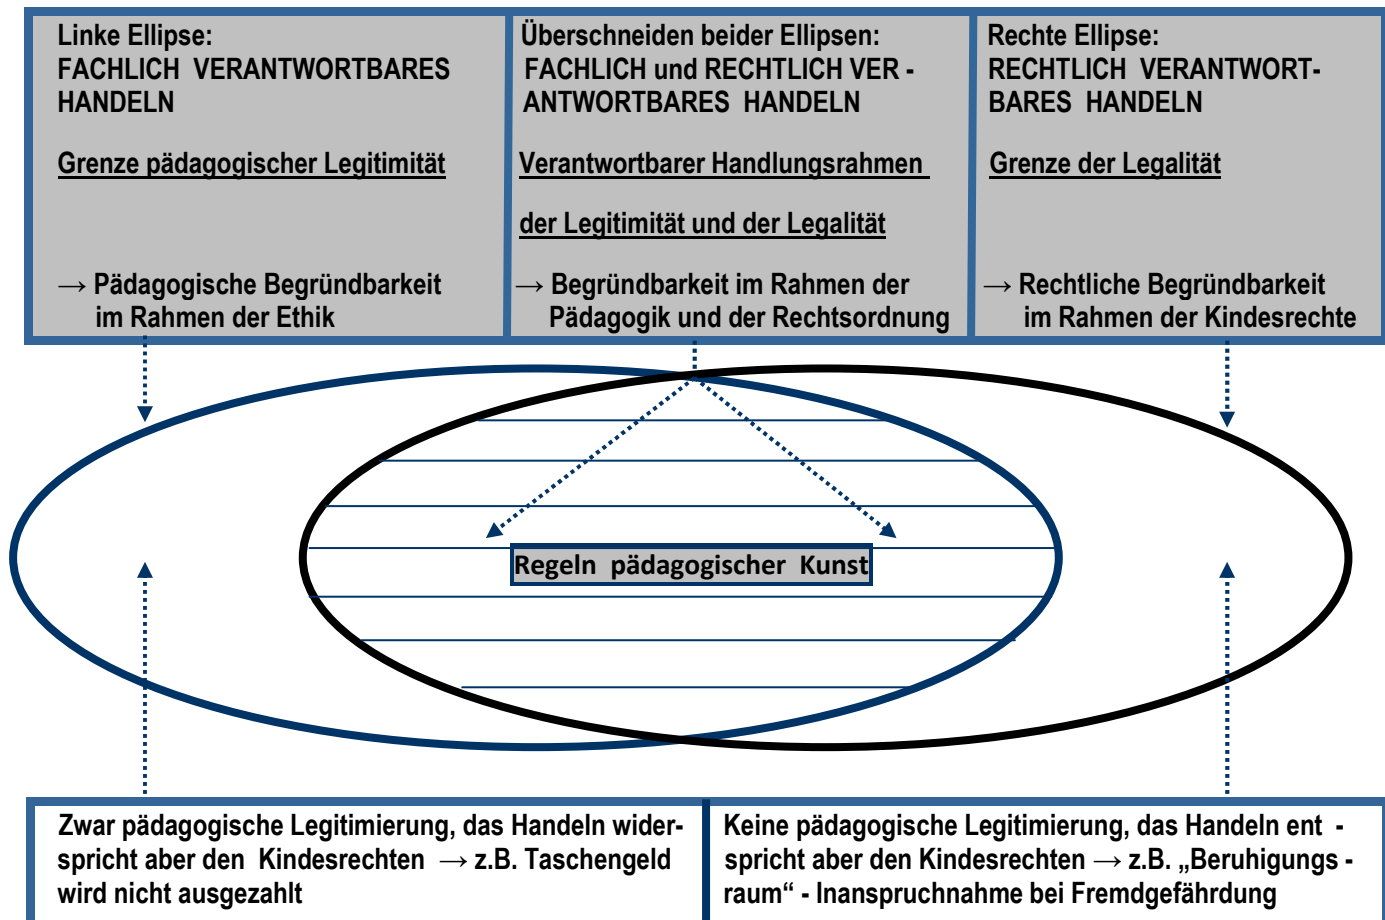 Linke Ellipse:
FACHLICH VERANTWORTBARES
HANDELN
Grenze pädagogischer Legitimität
→ Pädagogische Begründbarkeit
im Rahmen der Ethik
Überschneiden beider Ellipsen:
FACHLICH und RECHTLICH VER -
ANTWORTBARES HANDELN
Verantwortbarer Handlungsrahmen
der Legitimität und der Legalität
→ Begründbarkeit im Rahmen der
Pädagogik und der Rechtsordnung
Rechte Ellipse:
RECHTLICH VERANTWORT-
BARES HANDELN
Grenze der Legalität
→ Rechtliche Begründbarkeit
im Rahmen der Kindesrechte
Regeln pädagogischer Kunst
Zwar pädagogische Legitimierung, das Handeln wider-
spricht aber den Kindesrechten → z.B. Taschengeld
wird nicht ausgezahlt
Keine pädagogische Legitimierung, das Handeln ent -
spricht aber den Kindesrechten → z.B. „Beruhigungs -
raum“ - Inanspruchnahme bei Fremdgefährdung